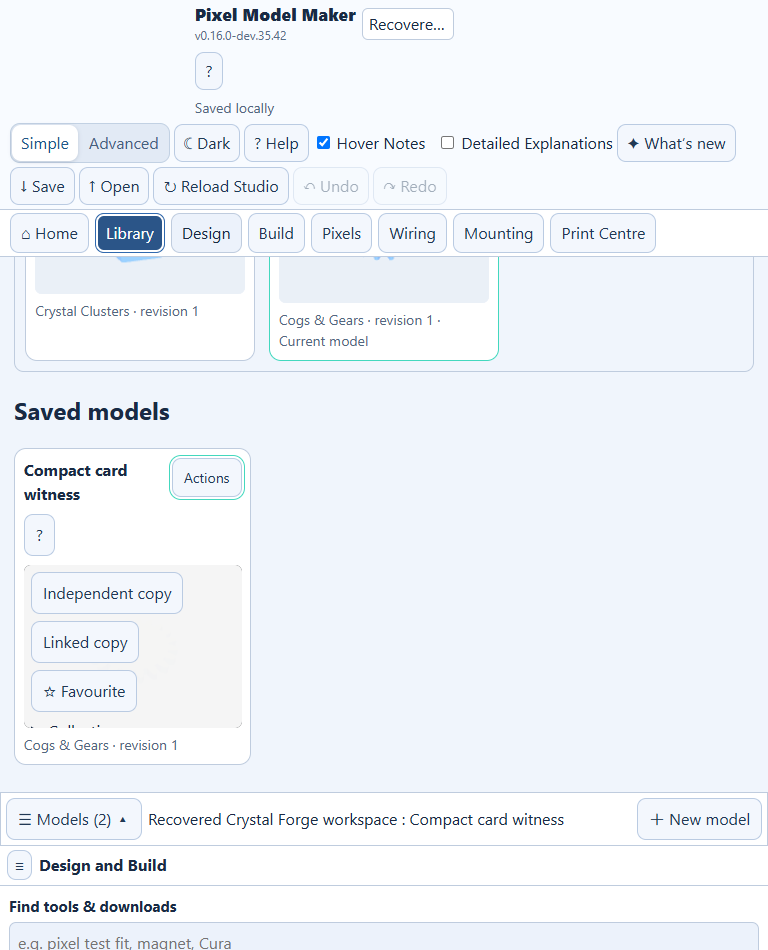 Pixel Model Maker
Recovere...
v0.16.0-dev.35.42
?
Saved locally
Simple Advanced ☾ Dark ? Help Hover Notes Detailed Explanations ✦ What's new
↓ Save ↑ Open ↻ Reload Studio ↶ Undo ↷ Redo
⌂ Home Library Design Build Pixels Wiring Mounting Print Centre
Crystal Clusters · revision 1
Cogs & Gears · revision 1 ·
Current model
Saved models
Compact card
witness
Actions
?
Independent copy
Linked copy
☆ Favourite
Cogs & Gears · revision 1
☰ Models (2) ▲ Recovered Crystal Forge workspace : Compact card witness + New model
≡ Design and Build
Find tools & downloads
e.g. pixel test fit, magnet, Cura